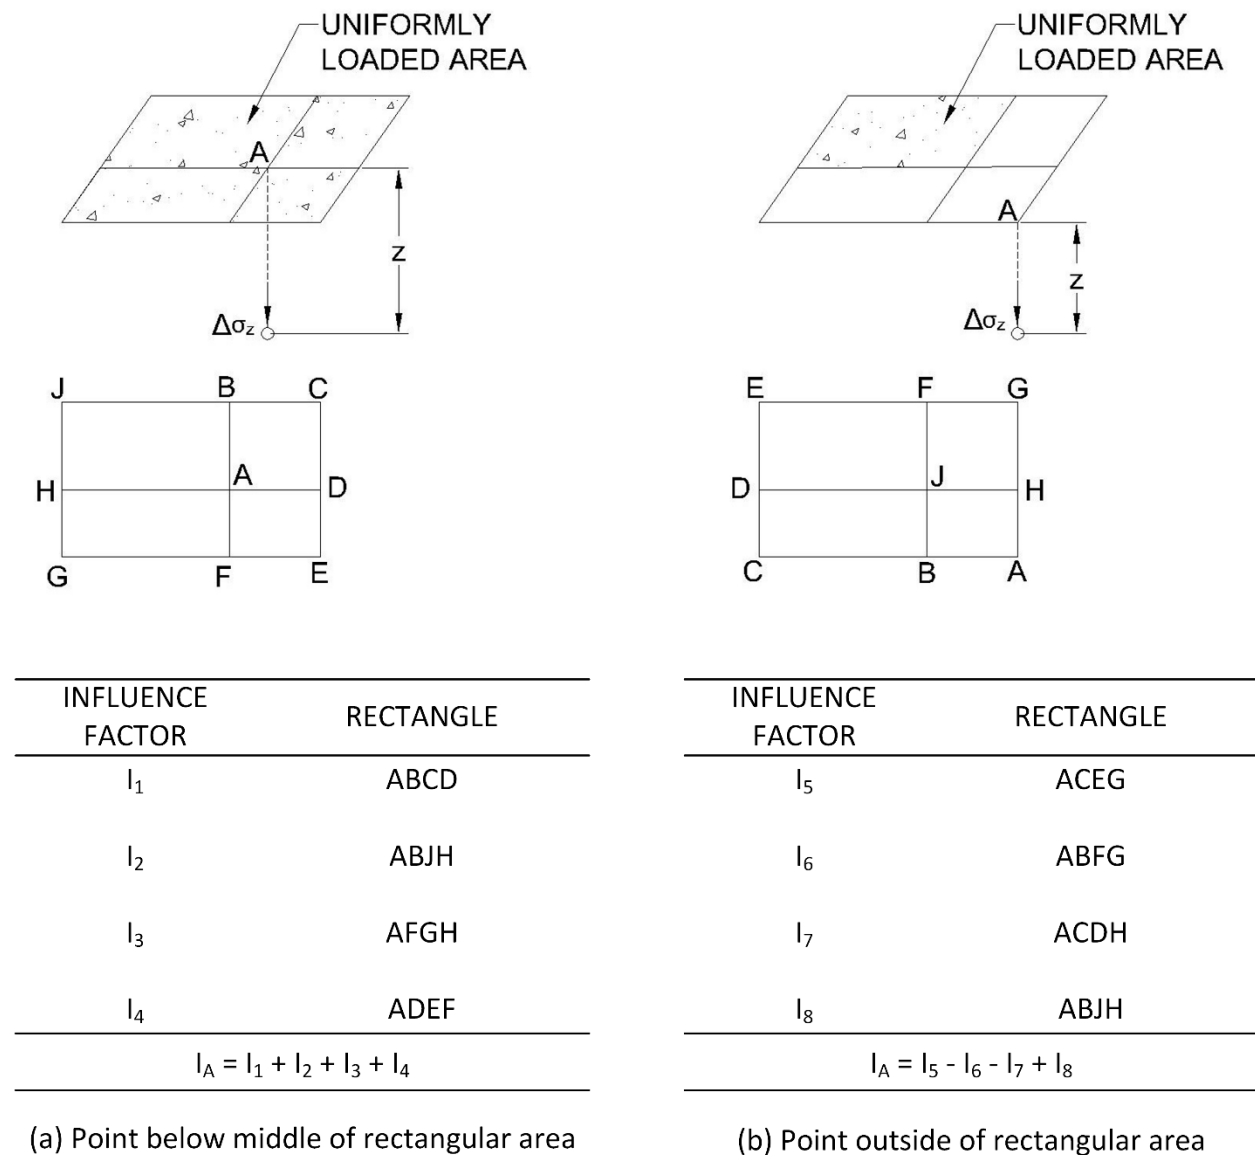 UNIFORMLY
LOADED AREA
A
z
Δσz
J B C
H A D
G F E
INFLUENCE FACTOR RECTANGLE
I1 ABCD
I2 ABJH
I3 AFGH
I4 ADEF
IA = I1 + I2 + I3 + I4
(a) Point below middle of rectangular area
UNIFORMLY
LOADED AREA
A
z
Δσz
E F G
D J H
C B A
INFLUENCE FACTOR RECTANGLE
I5 ACEG
I6 ABFG
I7 ACDH
I8 ABJH
IA = I5 - I6 - I7 + I8
(b) Point outside of rectangular area